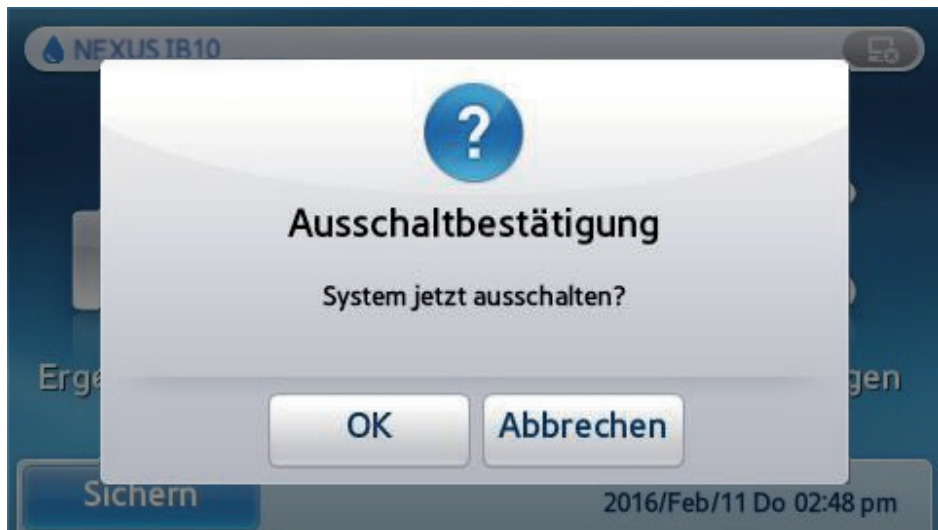 NEXUS IB10
?
Ausschaltbestätigung
System jetzt ausschalten?
OK
Abbrechen
Sichern
2016/Feb/11 Do 02:48 pm